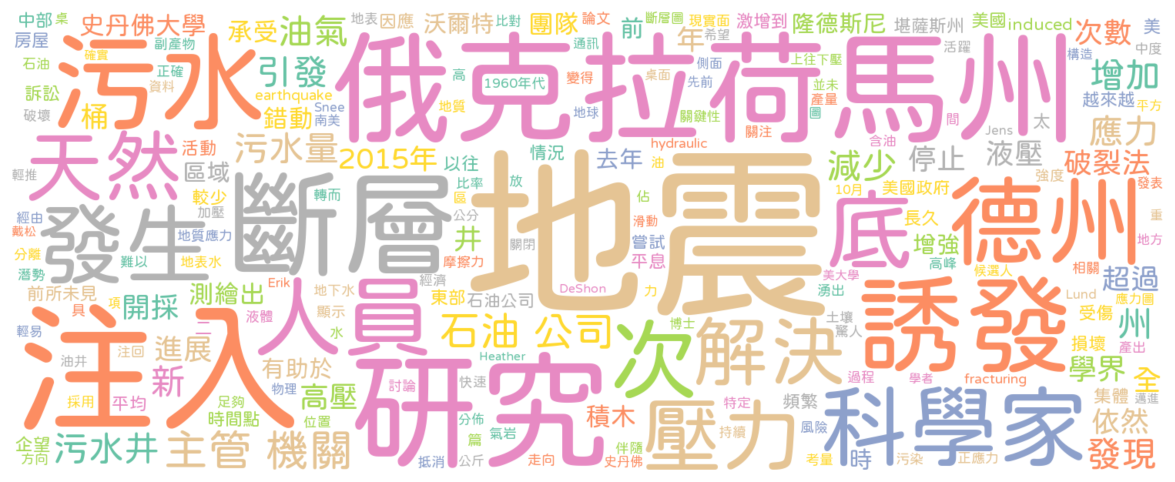 中部 桌 史丹佛大學 承受 油氣 地表 因應 比對 沃爾特 團隊 論文 斷層圖 前 現實面 年 希望 激增到 隆德斯尼 堪薩斯州 美國 induced 次數 美
房屋 副產物 確實 通訊 側面 上往下壓 活躍 構造 中度
污水 俄克拉荷馬州
石油 正確 資料 引發 高 1960年代 變得 桌面 先前 並未 產量 增加
訴訟 earthquake 地質 Snee 南美 地球 關鍵性 圖 越來越 平方
破壞 桶 錯動 關注 間 Jens 太 應力
hydraulic 含油
天然 活動 污水量 2015年 以往 情況 去年 減少 停止 液壓 破裂法
輕推 區域 轉而 比率 區 放 油 佔 10月 美國政府 強度 發表
較少 加壓 公分 滑動 長久 重
地震 斷層 發生 底 德州
經由 戴松 地質應力 井 關閉 嘗試 增強 地方
分離 難以 地表水 摩擦力 平息 高峰 候選人 相關
潛勢 前所未見 Erik 地下水 經濟 DeShon 美大學 超過
項 東部 石油公司 力 湧出 Lund 應力圖
開採 測繪出 顯示 受傷
具 二 液體 水 博士 土壤 州
注入 人員 石油 公司 次 解決 誘發
輕易 進展 驚人 損壞 產出
油井 注回 有助於 Heather 學界
新 物理 研究 討論 快速 過程 學者 fracturing 全
採用 平均 足夠 高壓 分佈 積木 特定 頻繁 集體 邁進
時間點 位置 篇 壓力 風險 科學家 依然
企望 方向 污水井 主管 機關 氣岩 持續 時
抵消 公斤 走向 伴隨 史丹佛 考量 污染 正應力 發現